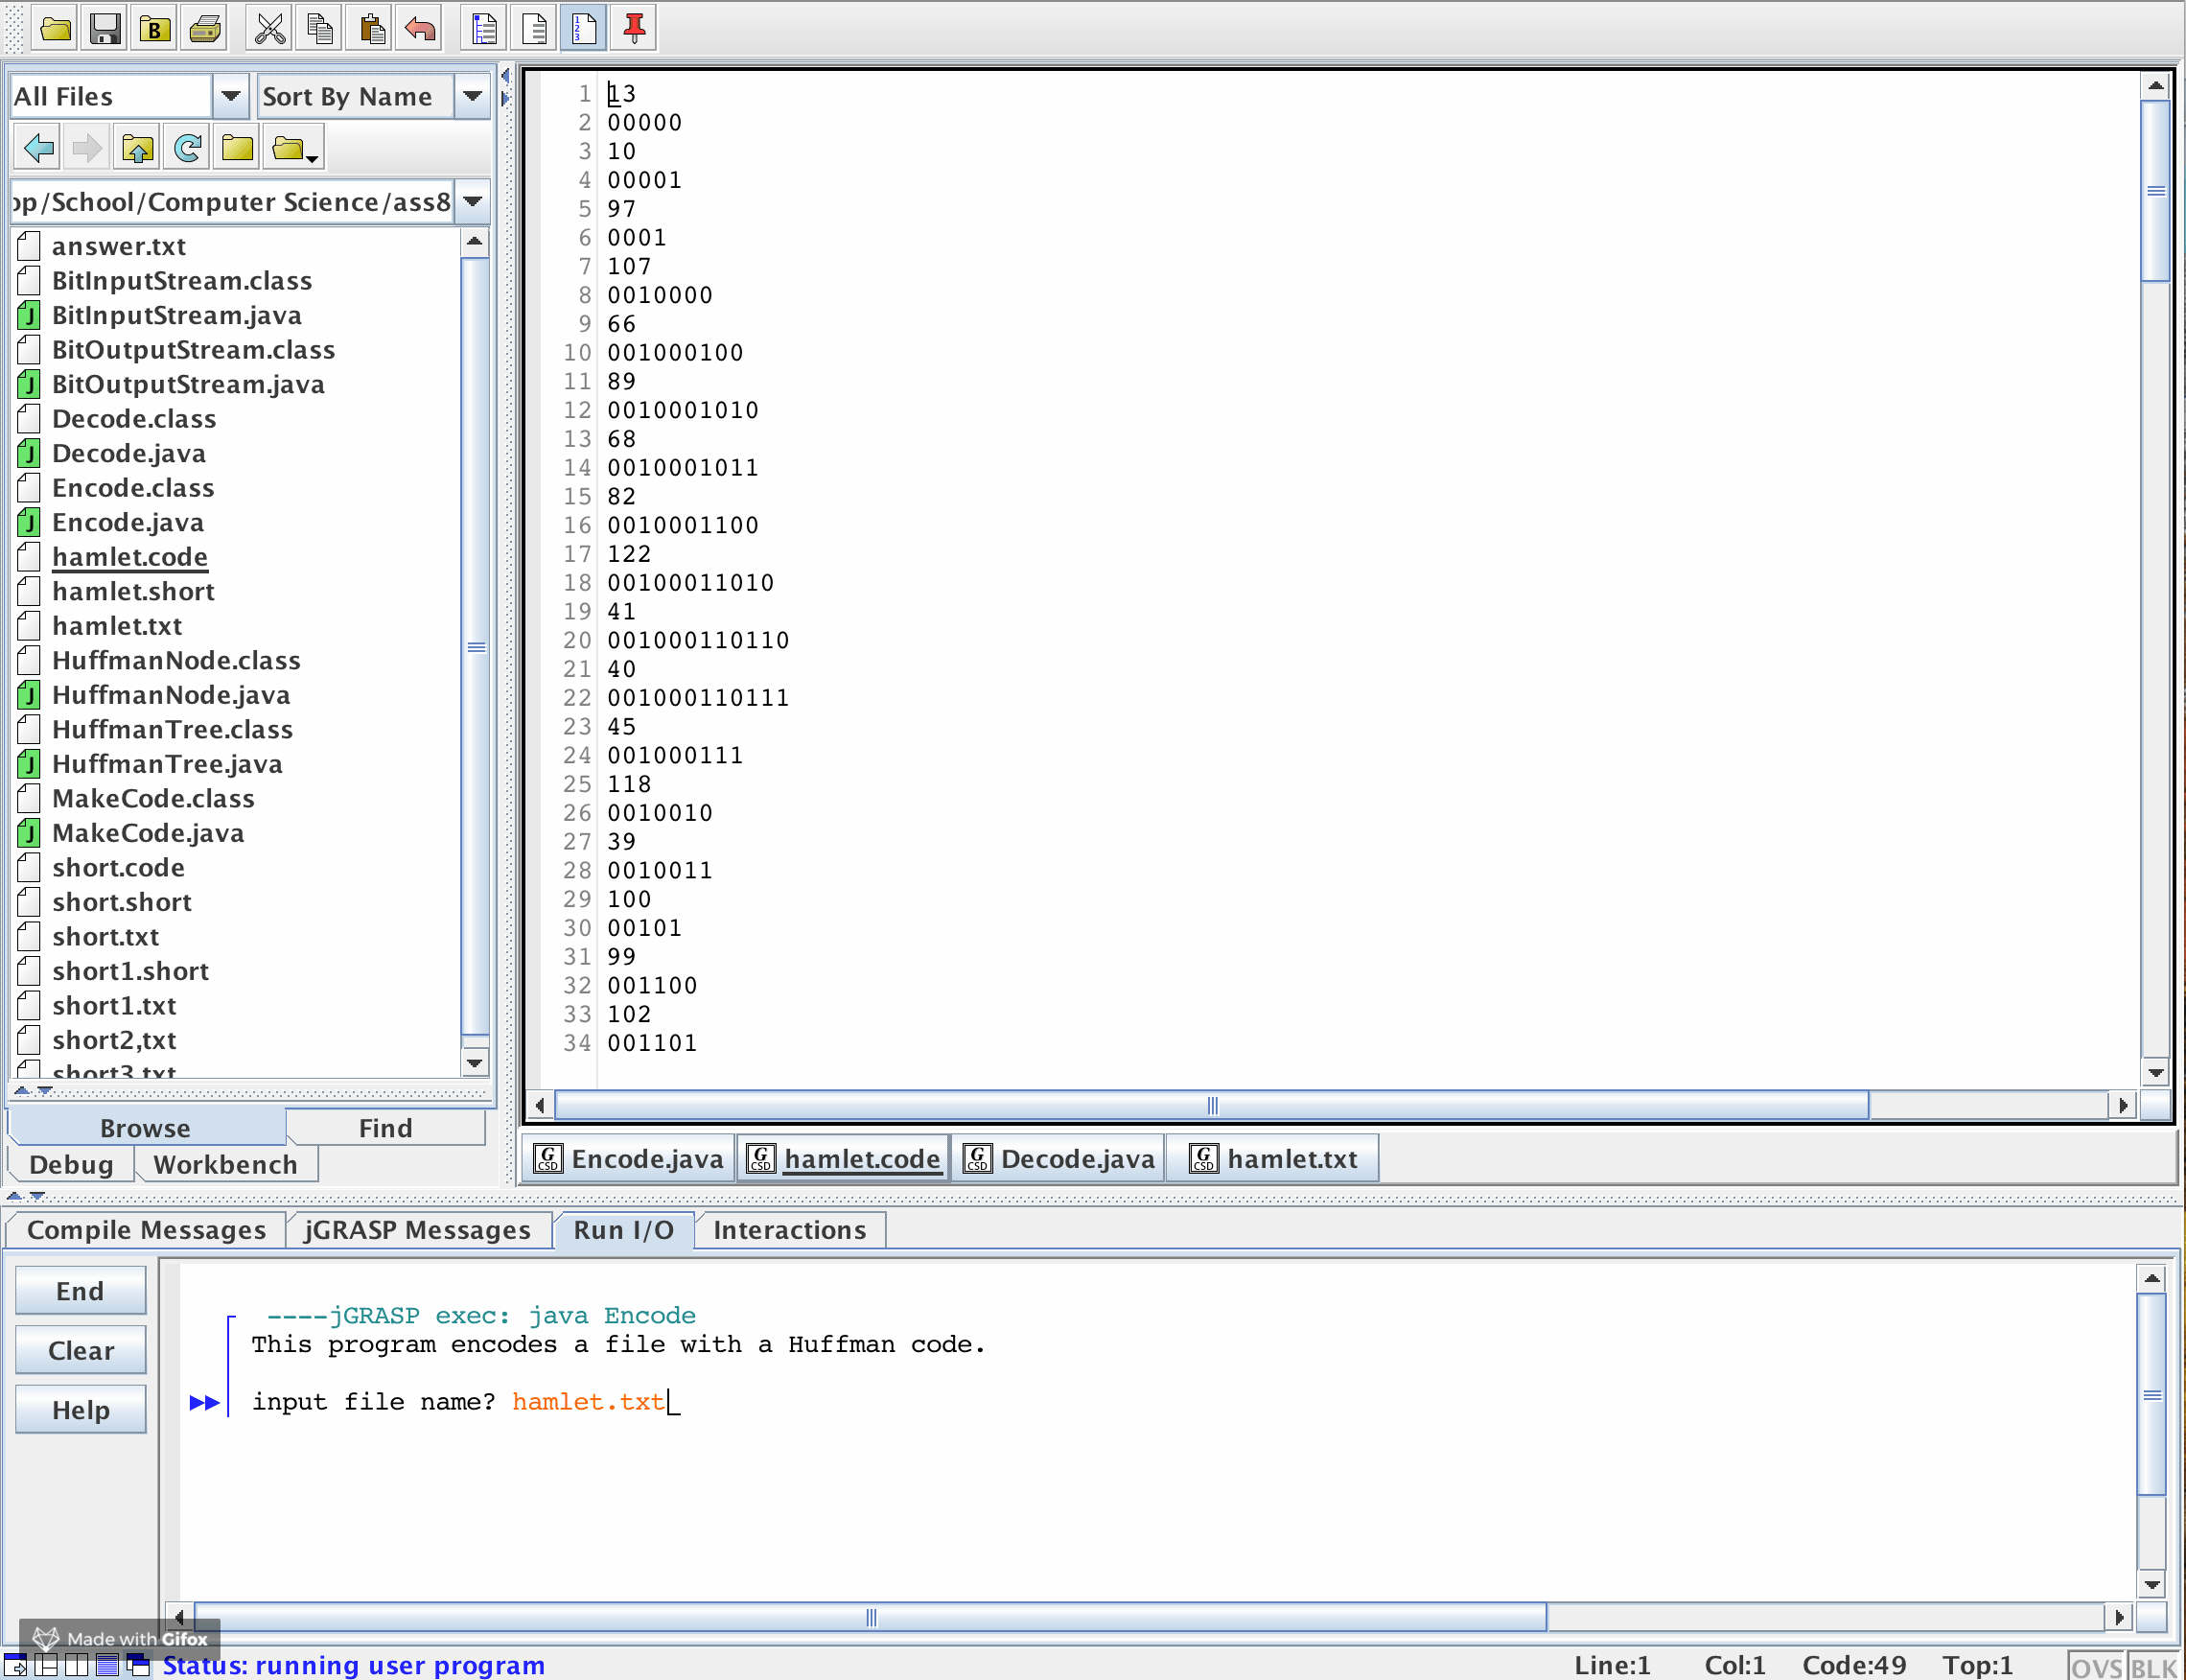 All Files
Sort By Name
op/School/Computer Science/ass8
answer.txt
BitInputStream.class
BitInputStream.java
BitOutputStream.class
BitOutputStream.java
Decode.class
Decode.java
Encode.class
Encode.java
hamlet.code
hamlet.short
hamlet.txt
HuffmanNode.class
HuffmanNode.java
HuffmanTree.class
HuffmanTree.java
MakeCode.class
MakeCode.java
short.code
short.short
short.txt
short1.short
short1.txt
short2,txt
short3.txt
Browse
Find
Debug
Workbench
1 13
2 00000
3 10
4 00001
5 97
6 0001
7 107
8 0010000
9 66
10 001000100
11 89
12 0010001010
13 68
14 0010001011
15 82
16 0010001100
17 122
18 00100011010
19 41
20 001000110110
21 40
22 001000110111
23 45
24 001000111
25 118
26 0010010
27 39
28 0010011
29 100
30 00101
31 99
32 001100
33 102
34 001101
Encode.java
hamlet.code
Decode.java
hamlet.txt
Compile Messages
jGRASP Messages
Run I/O
Interactions
End
Clear
Help
----jGRASP exec: java Encode
This program encodes a file with a Huffman code.
input file name? hamlet.txt
Made with Gifox
Status: running user program
Line:1 Col:1 Code:49 Top:1
OVS BLK